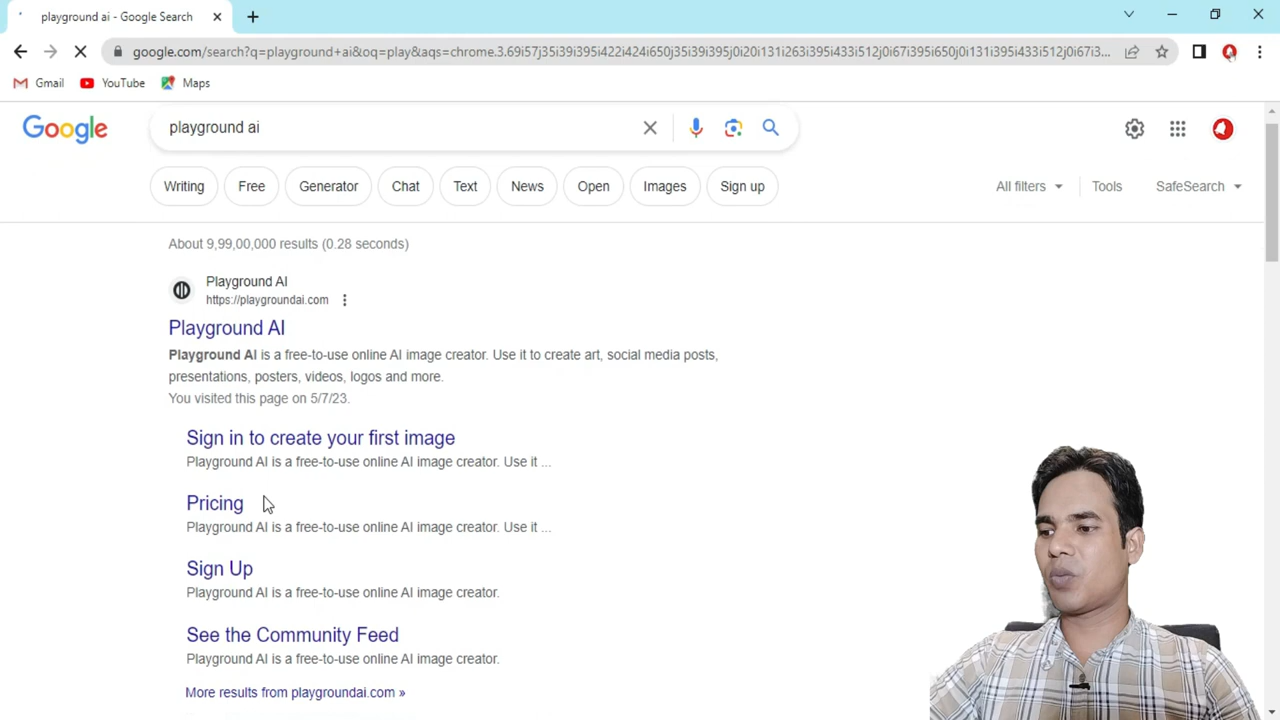 playground ai - Google Search
google.com/search?q=playground+ai&oq=play&aqs=chrome.3.69i57j35i39i395i422i424i650j35i39i395j0i20i131i263i395i433i512j0i67i395i650j0i131i395i433i512j0i67i3...
Gmail YouTube Maps
Google playground ai
Writing Free Generator Chat Text News Open Images Sign up All filters Tools SafeSearch
About 9,99,00,000 results (0.28 seconds)
Playground AI
https://playgroundai.com
Playground AI
Playground AI is a free-to-use online AI image creator. Use it to create art, social media posts,
presentations, posters, videos, logos and more.
You visited this page on 5/7/23.
Sign in to create your first image
Playground AI is a free-to-use online AI image creator. Use it ...
Pricing
Playground AI is a free-to-use online AI image creator. Use it ...
Sign Up
Playground AI is a free-to-use online AI image creator.
See the Community Feed
Playground AI is a free-to-use online AI image creator.
More results from playgroundai.com »